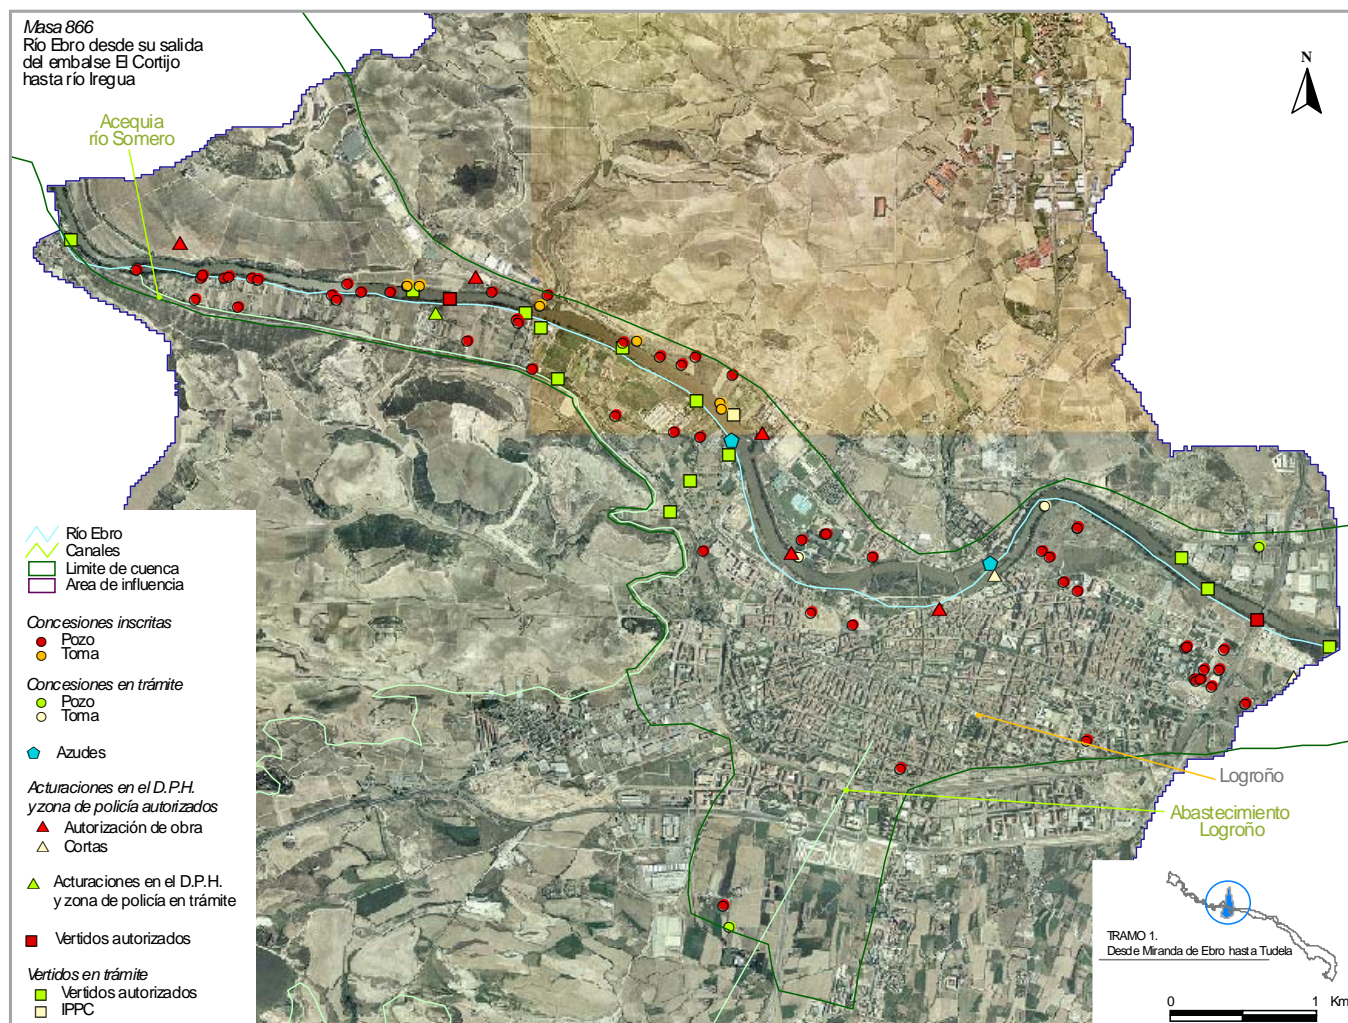 Masa 866
Río Ebro desde su salida
del embalse El Cortijo
hasta río Iregua
N
Acequia
río Somero
Río Ebro
Canales
Limite de cuenca
Area de influencia
Concesiones inscritas
Pozo
Toma
Concesiones en trámite
Pozo
Toma
Azudes
Acturaciones en el D.P.H.
y zona de policía autorizados
Autorización de obra
Cortas
Acturaciones en el D.P.H.
y zona de policía en trámite
Vertidos autorizados
Vertidos en trámite
Vertidos autorizados
IPPC
Logroño
Abastecimiento
Logroño
TRAMO 1.
Desde Miranda de Ebro hasta Tudela
0 1 Km